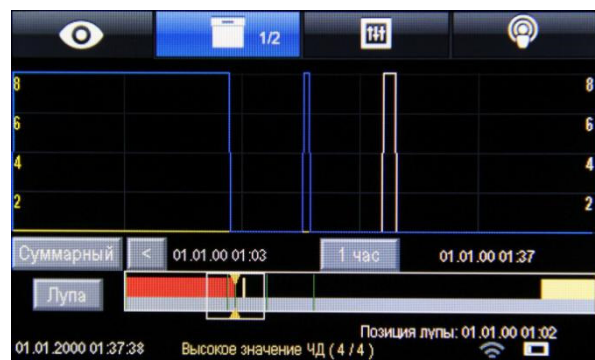 1/2
8 8
6 6
4 4
2 2
Суммарный < 01.01.00 01:03 1 час 01.01.00 01:37
Лупа
Позиция лупы: 01.01.00 01:02
01.01.2000 01:37:38 Высокое значение ЧД ( 4 / 4 )